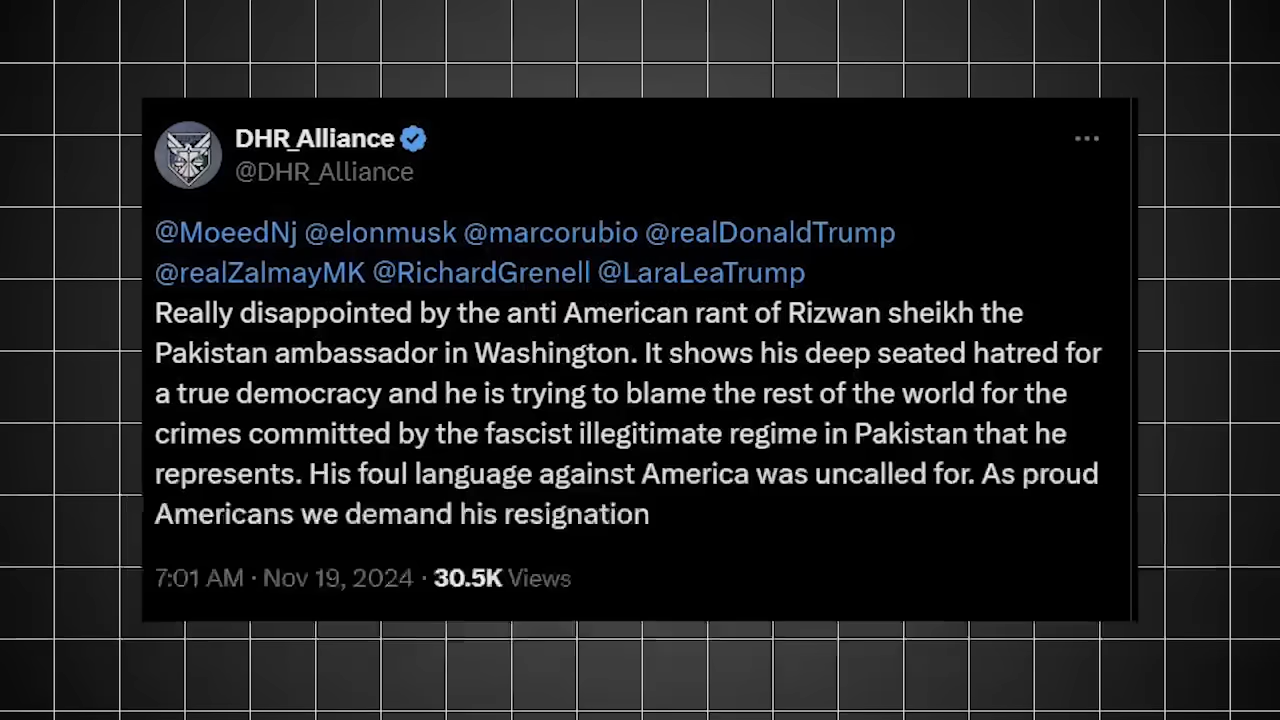 DHR_Alliance
@DHR_Alliance
@MoeedNj @elonmusk @marcorubio @realDonaldTrump
@realZalmayMK @RichardGrenell @LaraLeaTrump
Really disappointed by the anti American rant of Rizwan sheikh the
Pakistan ambassador in Washington. It shows his deep seated hatred for
a true democracy and he is trying to blame the rest of the world for the
crimes committed by the fascist illegitimate regime in Pakistan that he
represents. His foul language against America was uncalled for. As proud
Americans we demand his resignation
7:01 AM · Nov 19, 2024 · 30.5K Views